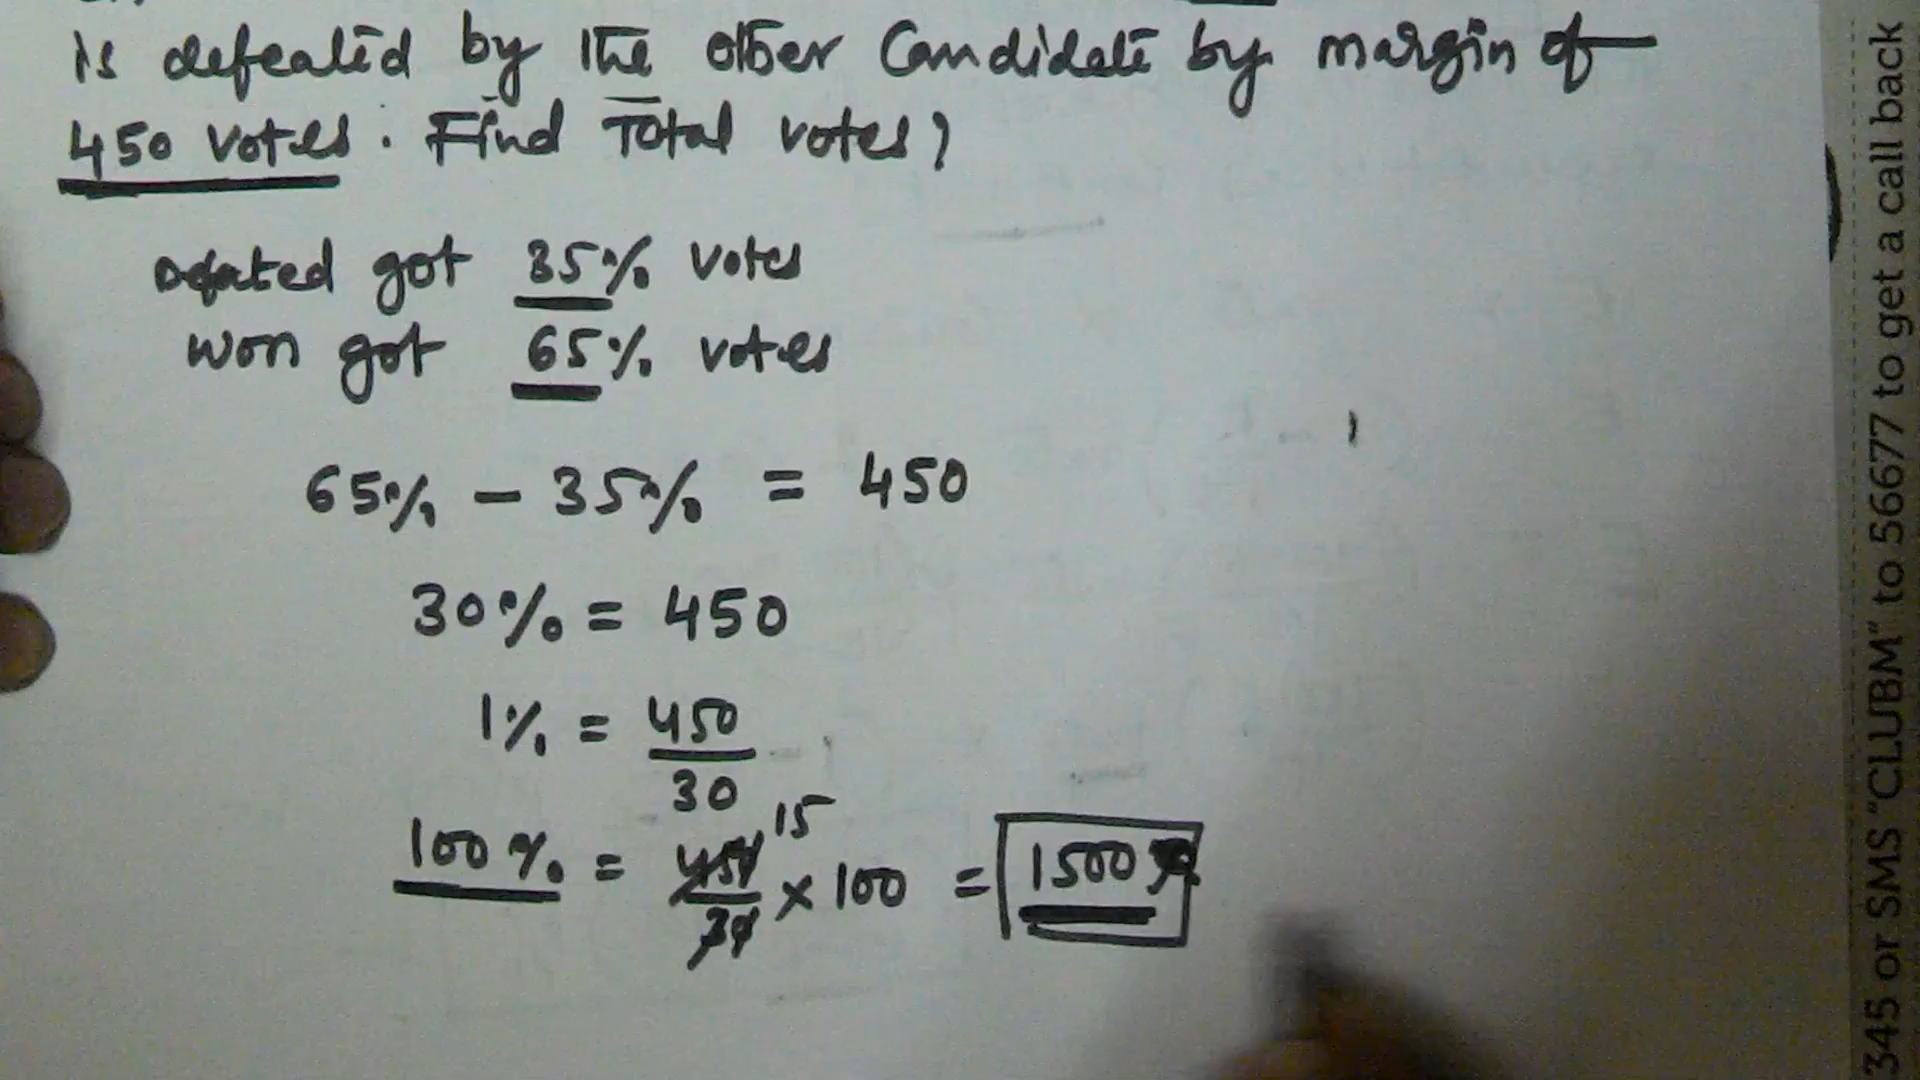 is defeated by the other Candidate by margin of
450 votes. Find Total votes?
Defeated got 35% votes
won got 65% votes
65% - 35% = 450
30% = 450
1% = 450/30
15
100% = 450/30 × 100 = 1500
345 or SMS "CLUBM" to 56677 to get a call back